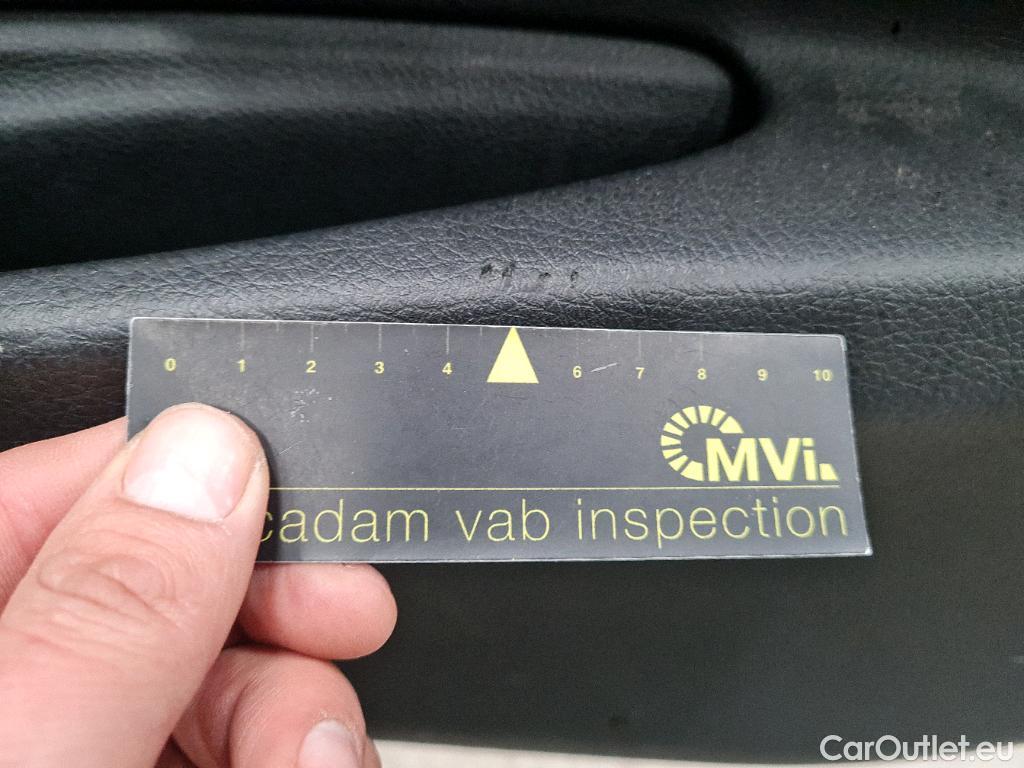 0 1 2 3 4 6 7 8 9 10
MVi
cadam vab inspection
CarOutlet.eu